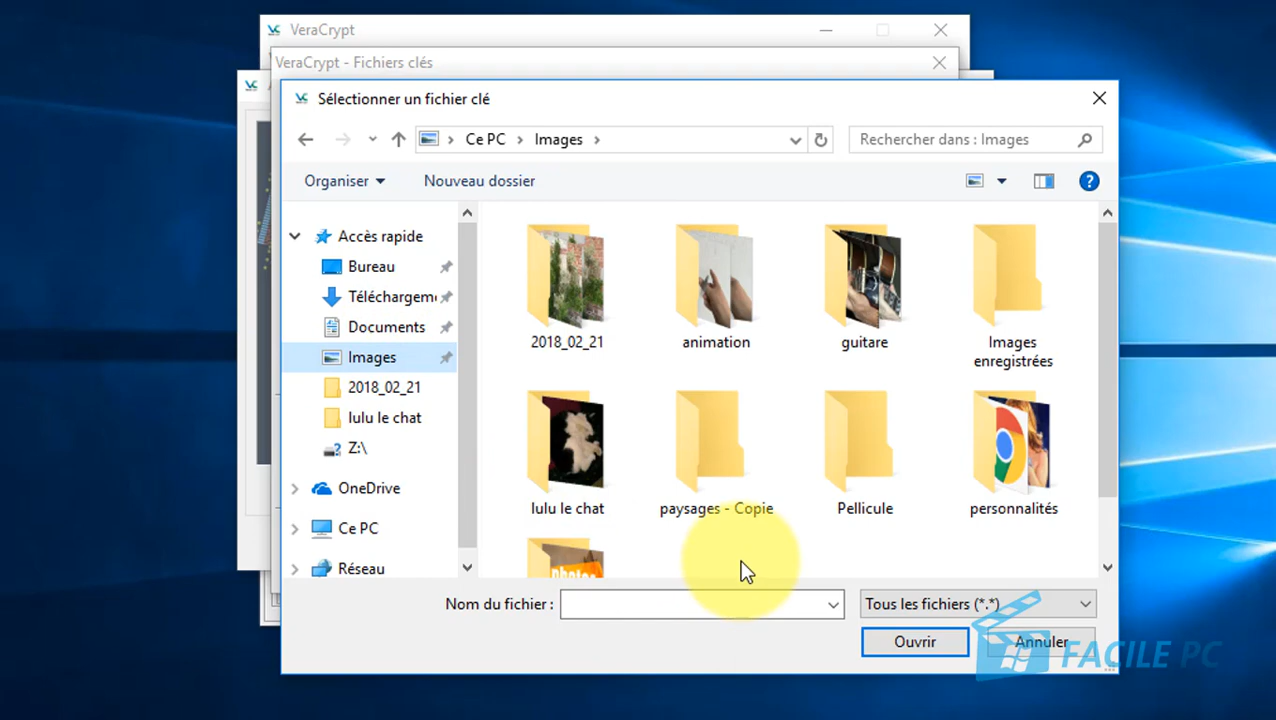 VeraCrypt
VeraCrypt - Fichiers clés
Sélectionner un fichier clé
Ce PC
Images
Rechercher dans : Images
Organiser
Nouveau dossier
Accès rapide
Bureau
Téléchargem
Documents
Images
2018_02_21
lulu le chat
Z:\
OneDrive
Ce PC
Réseau
2018_02_21
animation
guitare
Images
enregistrées
lulu le chat
paysages - Copie
Pellicule
personnalités
photos
Nom du fichier :
Tous les fichiers (*.*)
Ouvrir
Annuler
FACILE PC